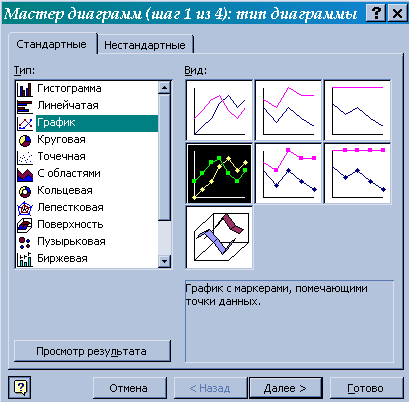 Мастер диаграмм (шаг 1 из 4): тип диаграммы
Стандартные Нестандартные
Тип:
Гистограмма
Линейчатая
График
Круговая
Точечная
С областями
Кольцевая
Лепестковая
Поверхность
Пузырьковая
Биржевая
Вид:
График с маркерами, помечающими
точки данных.
Просмотр результата
? Отмена < Назад Далее > Готово